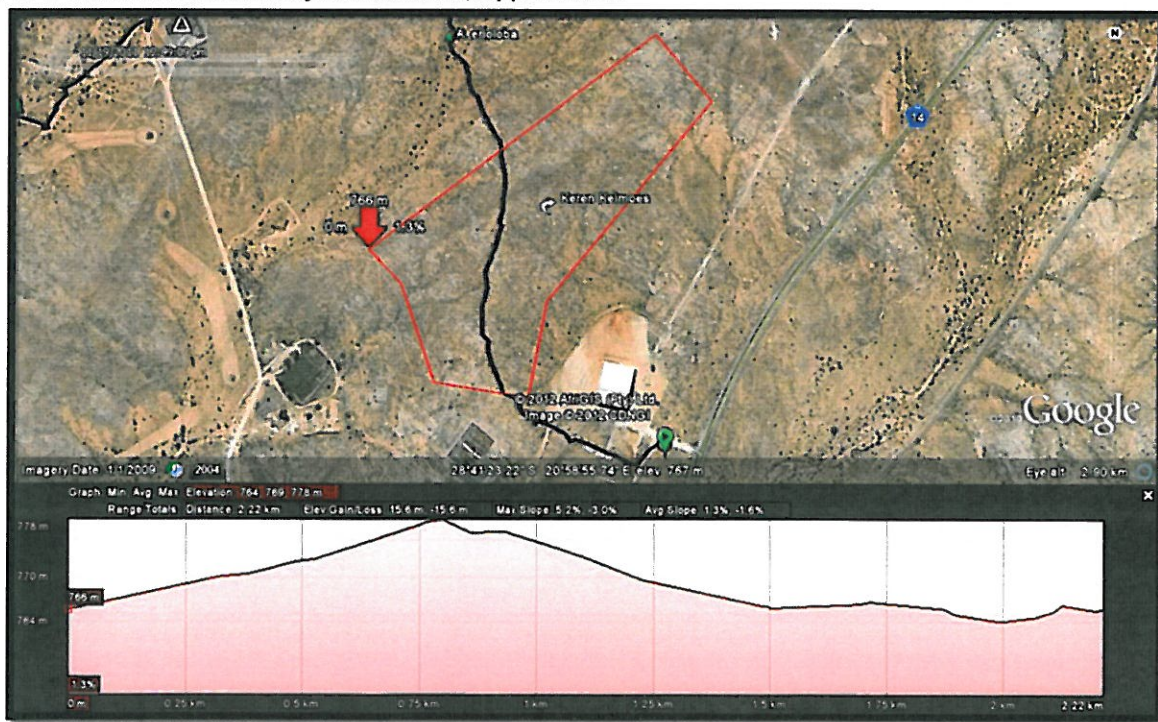 Akerioloba
14
766 m
0 m 1.3%
Keren Keimoes
N
© 2012 AfriGIS (Pty) Ltd.
Image © 2012 CDNGI
Google
Imagery Date: 1/1/2009 2004 28°41'23.22" S 20°58'55.74" E elev 767 m Eye alt 2.90 km
Graph: Min, Avg, Max Elevation: 764, 769, 778 m
Range Totals: Distance: 2.22 km Elev Gain/Loss: 15.6 m, -15.6 m Max Slope: 5.2%, -3.0% Avg Slope: 1.3%, -1.6%
778 m
770 m
766 m
764 m
1.3%
0 m 0.25 km 0.5 km 0.75 km 1 km 1.25 km 1.5 km 1.75 km 2 km 2.22 km